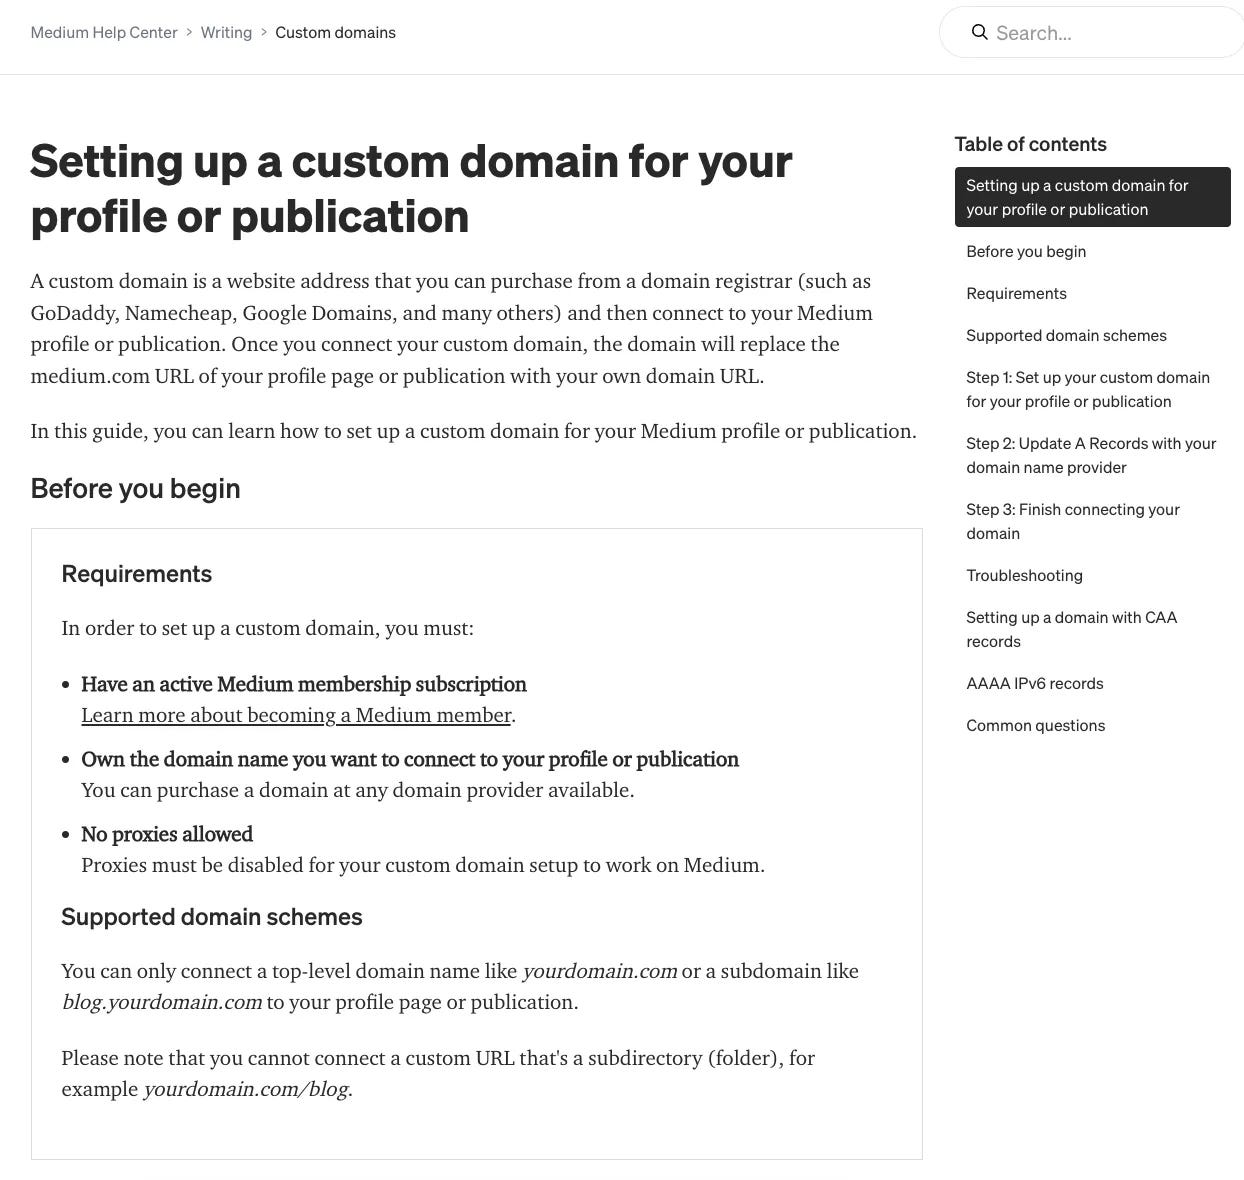 Medium Help Center > Writing > Custom domains
Search...
Setting up a custom domain for your
profile or publication
A custom domain is a website address that you can purchase from a domain registrar (such as
GoDaddy, Namecheap, Google Domains, and many others) and then connect to your Medium
profile or publication. Once you connect your custom domain, the domain will replace the
medium.com URL of your profile page or publication with your own domain URL.
In this guide, you can learn how to set up a custom domain for your Medium profile or publication.
Before you begin
Requirements
In order to set up a custom domain, you must:
• Have an active Medium membership subscription
Learn more about becoming a Medium member.
• Own the domain name you want to connect to your profile or publication
You can purchase a domain at any domain provider available.
• No proxies allowed
Proxies must be disabled for your custom domain setup to work on Medium.
Supported domain schemes
You can only connect a top-level domain name like yourdomain.com or a subdomain like
blog.yourdomain.com to your profile page or publication.
Please note that you cannot connect a custom URL that's a subdirectory (folder), for
example yourdomain.com/blog.
Table of contents
Setting up a custom domain for
your profile or publication
Before you begin
Requirements
Supported domain schemes
Step 1: Set up your custom domain
for your profile or publication
Step 2: Update A Records with your
domain name provider
Step 3: Finish connecting your
domain
Troubleshooting
Setting up a domain with CAA
records
AAAA IPv6 records
Common questions